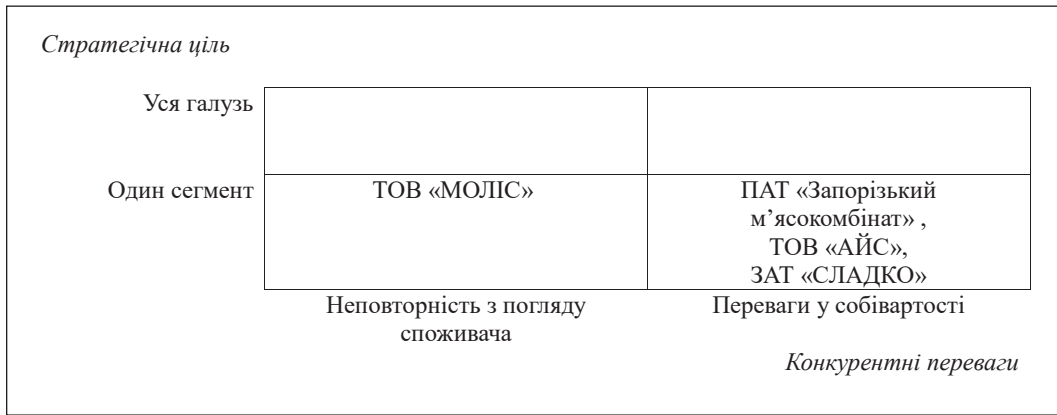 Стратегічна ціль
Уся галузь
Один сегмент
ТОВ «МОЛІС»
ПАТ «Запорізький
м’ясокомбінат» ,
ТОВ «АЙС»,
ЗАТ «СЛАДКО»
Неповторність з погляду
споживача
Переваги у собівартості
Конкурентні переваги